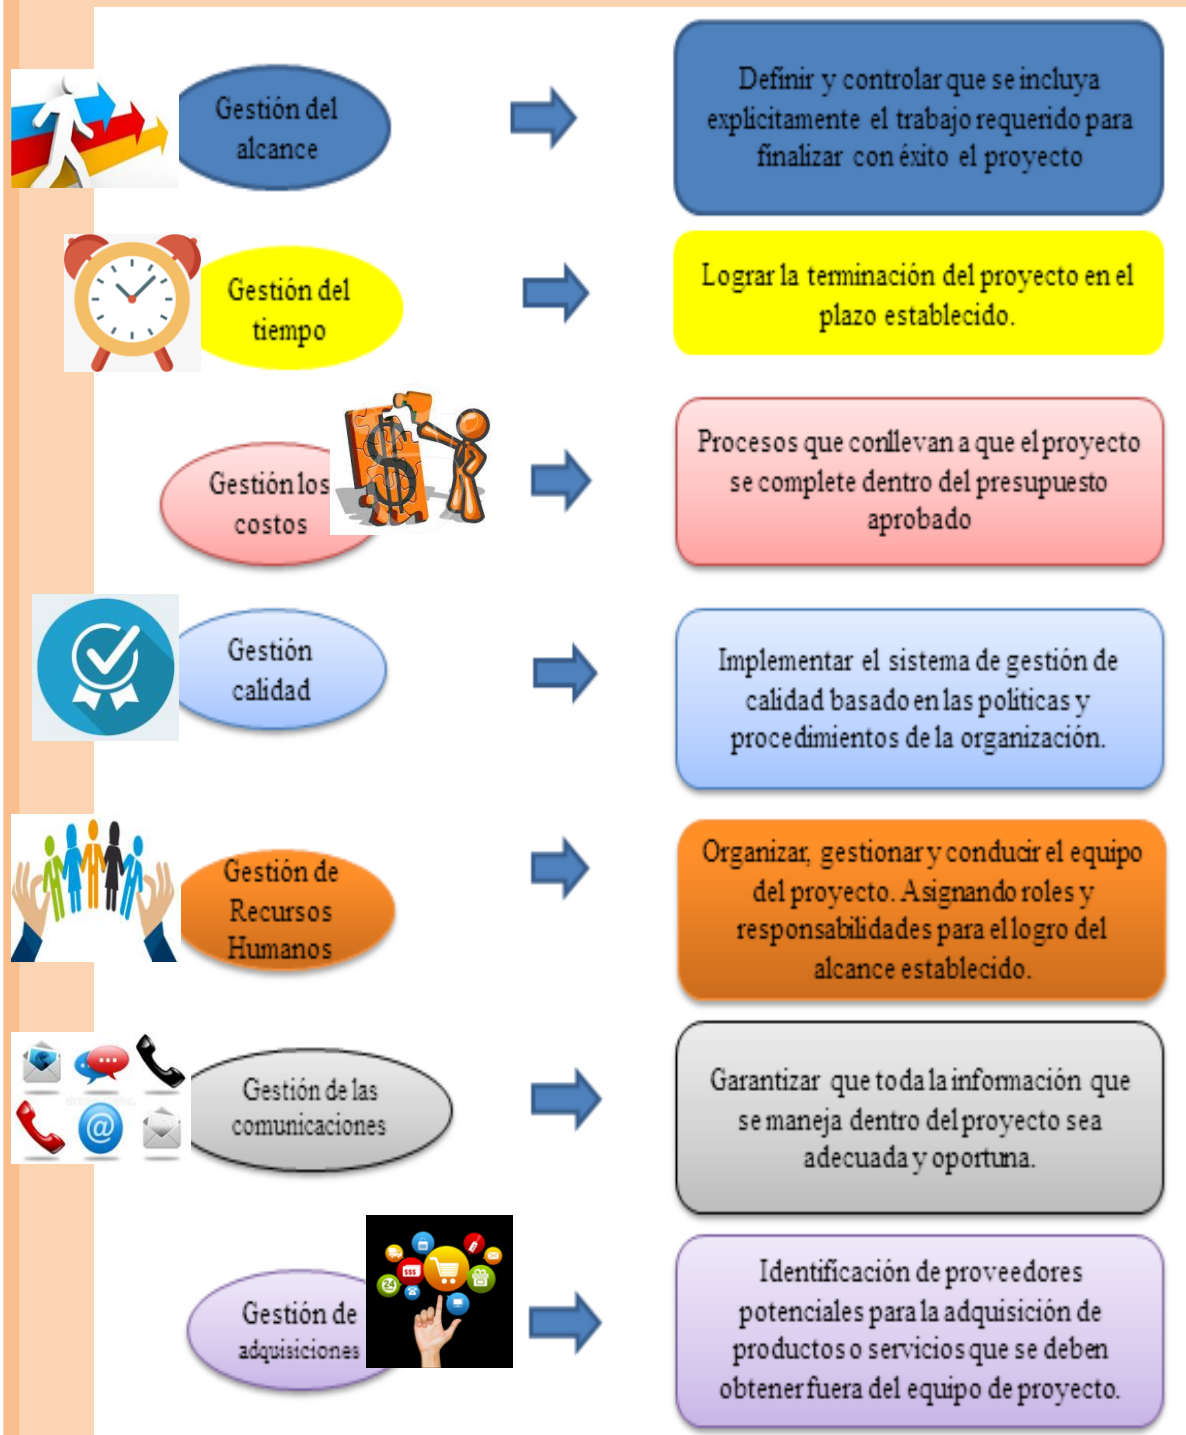 Gestión del
alcance
Definir y controlar que se incluya
explicitamente el trabajo requerido para
finalizar con éxito el proyecto
Gestión del
tiempo
Lograr la terminación del proyecto en el
plazo establecido.
Gestión los
costos
$
Procesos que conllevan a que el proyecto
se complete dentro del presupuesto
aprobado
Gestión
calidad
Implementar el sistema de gestión de
calidad basado en las políticas y
procedimientos de la organización.
Gestión de
Recursos
Humanos
Organizar, gestionar y conducir el equipo
del proyecto. Asignando roles y
responsabilidades para el logro del
alcance establecido.
@
Gestión de las
comunicaciones
Garantizar que toda la información que
se maneja dentro del proyecto sea
adecuada y oportuna.
$$$
24
Gestión de
adquisiciones
Identificación de proveedores
potenciales para la adquisición de
productos o servicios que se deben
obtener fuera del equipo de proyecto.